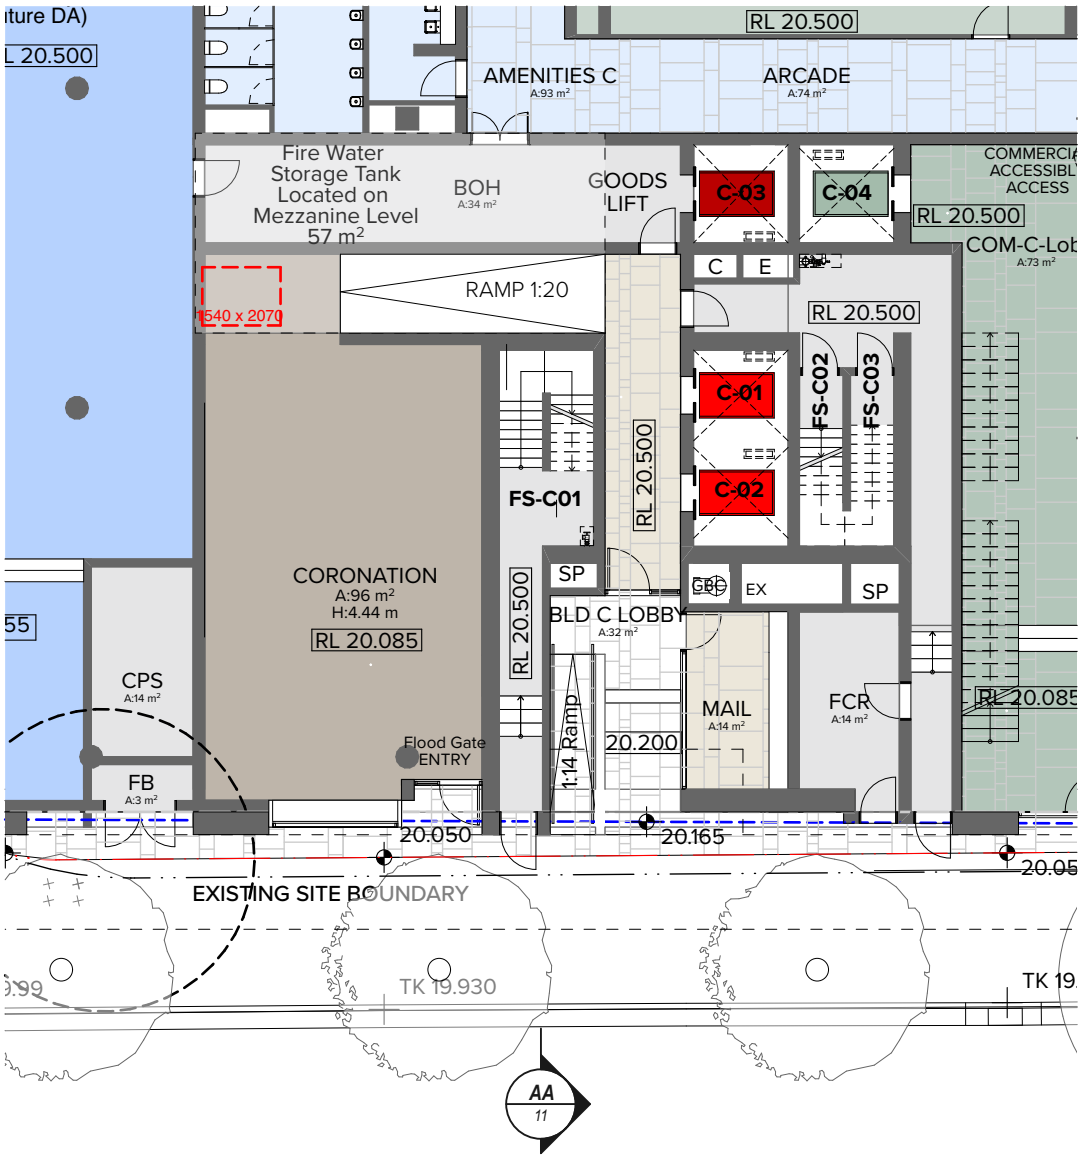 uture DA)
L 20.500
RL 20.500
AMENITIES C
A:93 m²
ARCADE
A:74 m²
Fire Water
Storage Tank
Located on
Mezzanine Level
57 m²
BOH
A:34 m²
GOODS
LIFT
C-03
C-04
COMMERCIA
ACCESSIBL
ACCESS
RL 20.500
COM-C-Lob
A:73 m²
C
E
1540 x 2070
RAMP 1:20
RL 20.500
C-01
C-02
FS-C02
FS-C03
RL 20.500
FS-C01
SP
GBC
EX
SP
CORONATION
A:96 m²
H:4.44 m
RL 20.085
RL 20.500
BLD C LOBBY
A:32 m²
55
CPS
A:14 m²
1:14 Ramp
MAIL
A:14 m²
FCR
A:14 m²
RL 20.085
20.200
Flood Gate
ENTRY
FB
A:3 m²
20.050
20.165
20.05
EXISTING SITE BOUNDARY
9.99
TK 19.930
TK 19.
AA
11